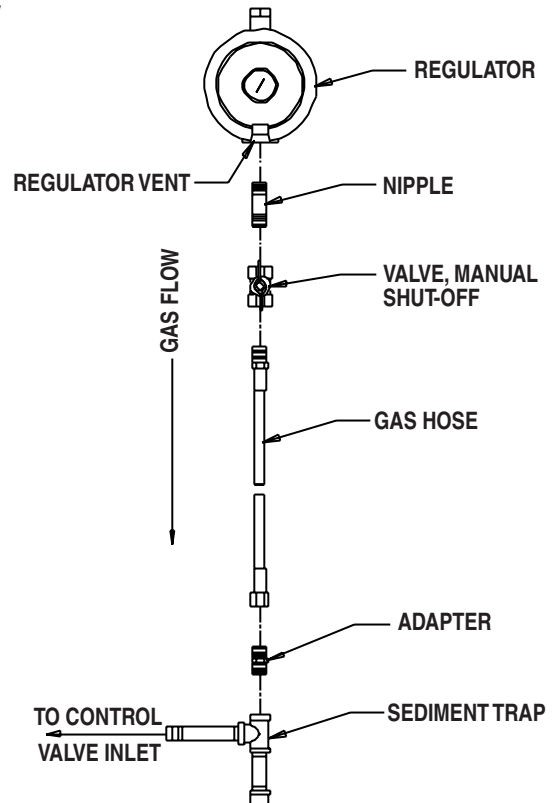 REGULATOR
REGULATOR VENT
NIPPLE
GAS FLOW
VALVE, MANUAL
SHUT-OFF
GAS HOSE
ADAPTER
TO CONTROL
VALVE INLET
SEDIMENT TRAP